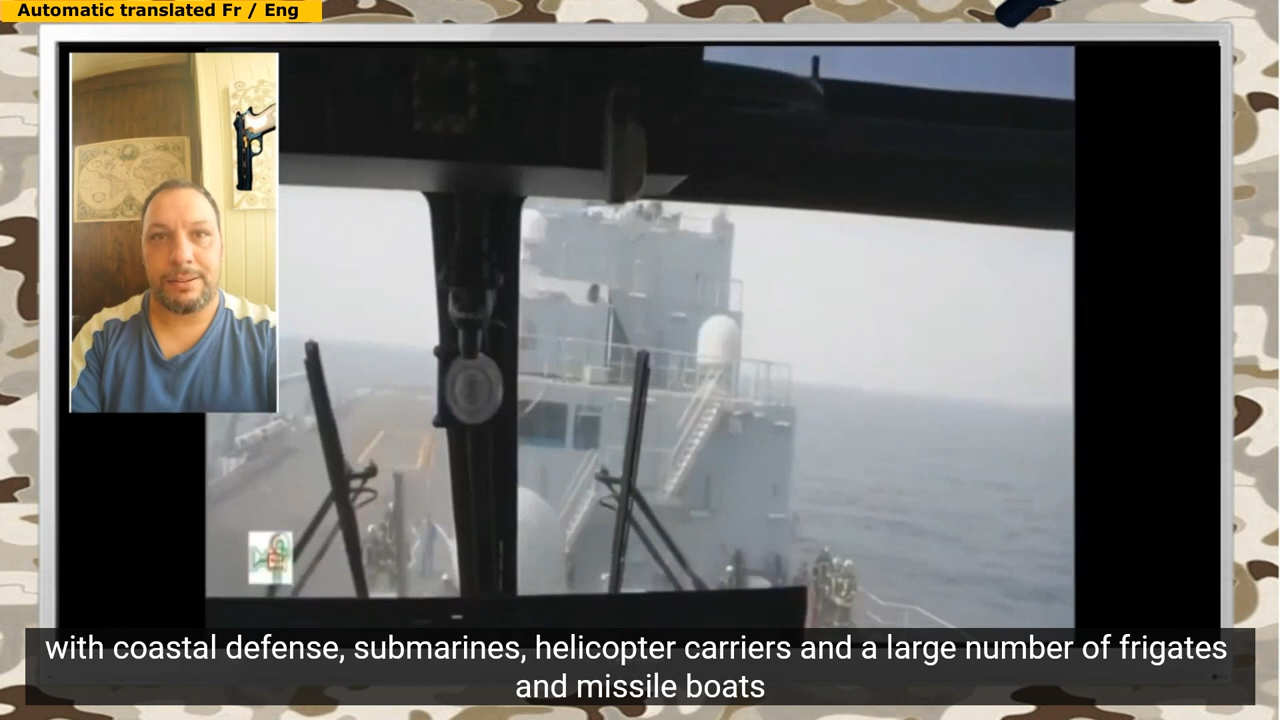 Automatic translated Fr / Eng
with coastal defense, submarines, helicopter carriers and a large number of frigates
and missile boats